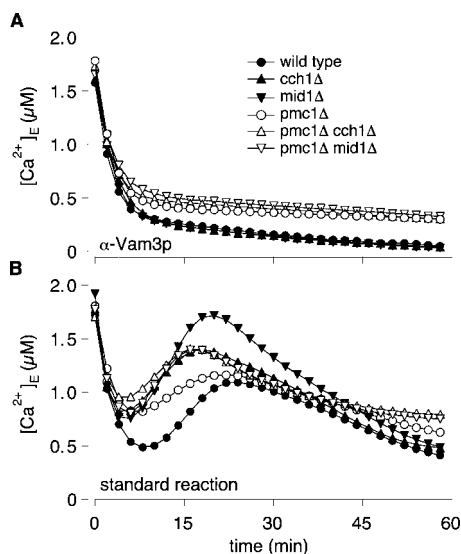 A
2.0
1.5
1.0
0.5
0
[Ca2+]E (µM)
wild type
cch1Δ
mid1Δ
pmc1Δ
pmc1Δ cch1Δ
pmc1Δ mid1Δ
α-Vam3p
B
2.0
1.5
1.0
0.5
0
[Ca2+]E (µM)
standard reaction
0 15 30 45 60
time (min)